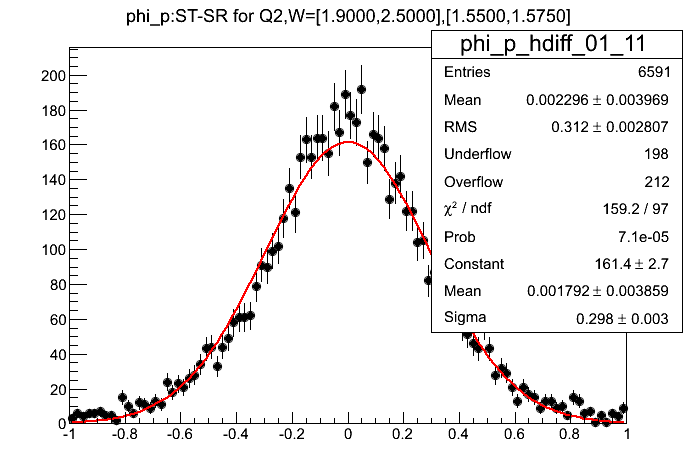 phi_p:ST-SR for Q2,W=[1.9000,2.5000],[1.5500,1.5750]
phi_p_hdiff_01_11
Entries 6591
Mean 0.002296 ± 0.003969
RMS 0.312 ± 0.002807
Underflow 198
Overflow 212
χ² / ndf 159.2 / 97
Prob 7.1e-05
Constant 161.4 ± 2.7
Mean 0.001792 ± 0.003859
Sigma 0.298 ± 0.003
200
180
160
140
120
100
80
60
40
20
0
-1 -0.8 -0.6 -0.4 -0.2 0 0.2 0.4 0.6 0.8 1